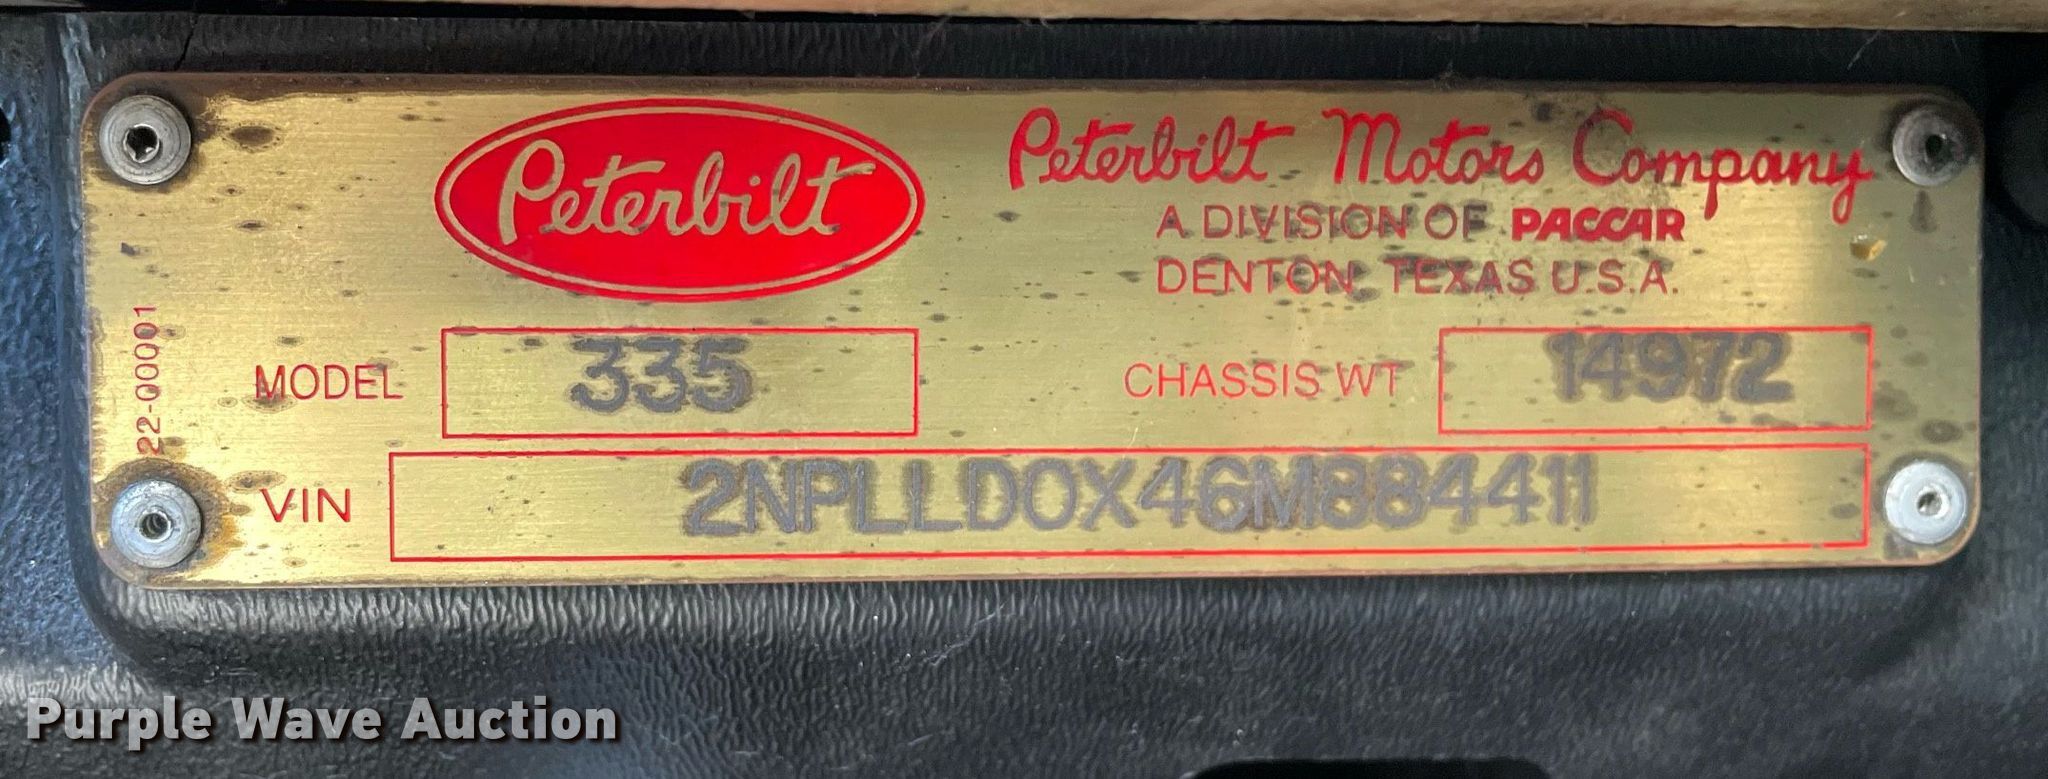 Peterbilt
Peterbilt Motors Company
A DIVISION OF PACCAR
DENTON, TEXAS U.S.A.
22-00001
MODEL 335
CHASSIS WT 14972
VIN 2NPLLD0X46M884411
Purple Wave Auction